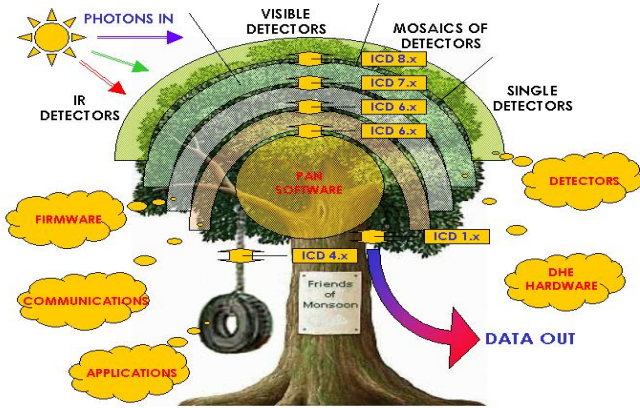 PHOTONS IN
VISIBLE
DETECTORS
MOSAICS OF
DETECTORS
IR
DETECTORS
SINGLE
DETECTORS
ICD 8.x
ICD 7.x
ICD 6.x
ICD 6.x
PAN
SOFTWARE
DETECTORS
FIRMWARE
ICD 1.x
ICD 4.x
DHE
HARDWARE
COMMUNICATIONS
Friends
of
Monsoon
DATA OUT
APPLICATIONS